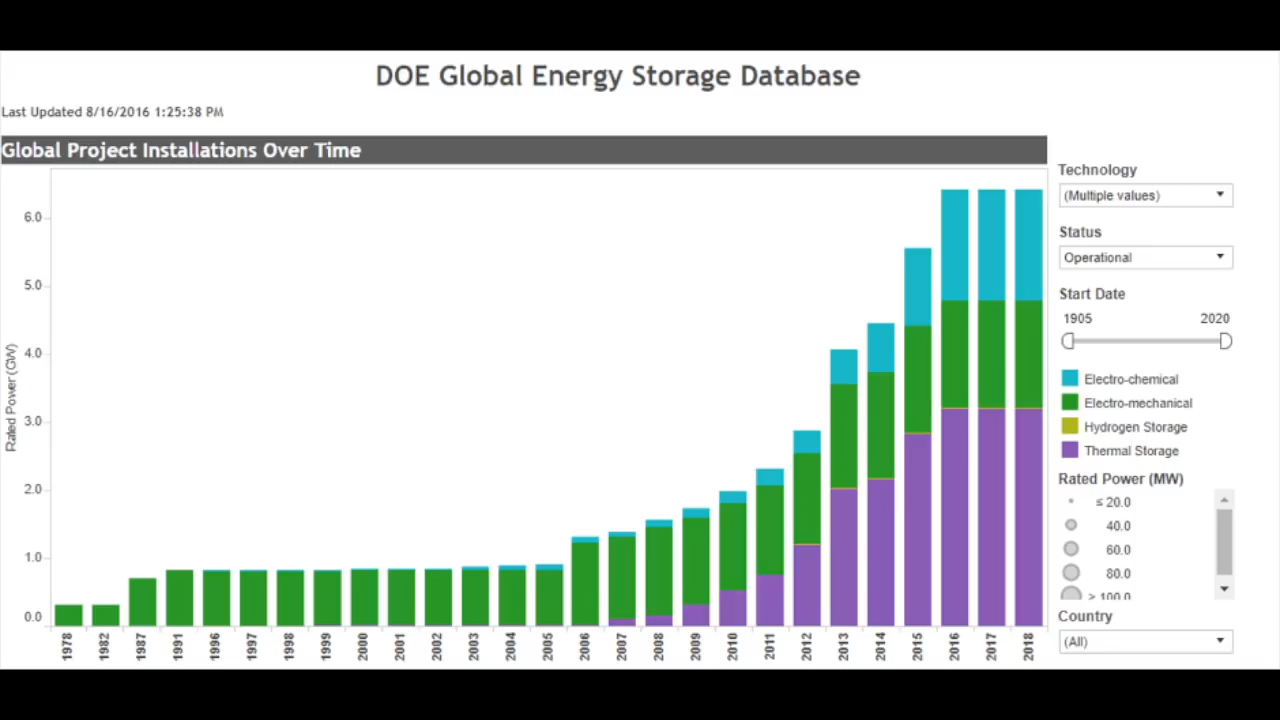 DOE Global Energy Storage Database
Last Updated 8/16/2016 1:25:38 PM
Global Project Installations Over Time
Rated Power (GW)
6.0
5.0
4.0
3.0
2.0
1.0
0.0
1978 1982 1987 1991 1996 1997 1998 1999 2000 2001 2002 2003 2004 2005 2006 2007 2008 2009 2010 2011 2012 2013 2014 2015 2016 2017 2018
Technology
(Multiple values)
Status
Operational
Start Date
1905 2020
Electro-chemical
Electro-mechanical
Hydrogen Storage
Thermal Storage
Rated Power (MW)
≤ 20.0
40.0
60.0
80.0
≥ 100.0
Country
(All)